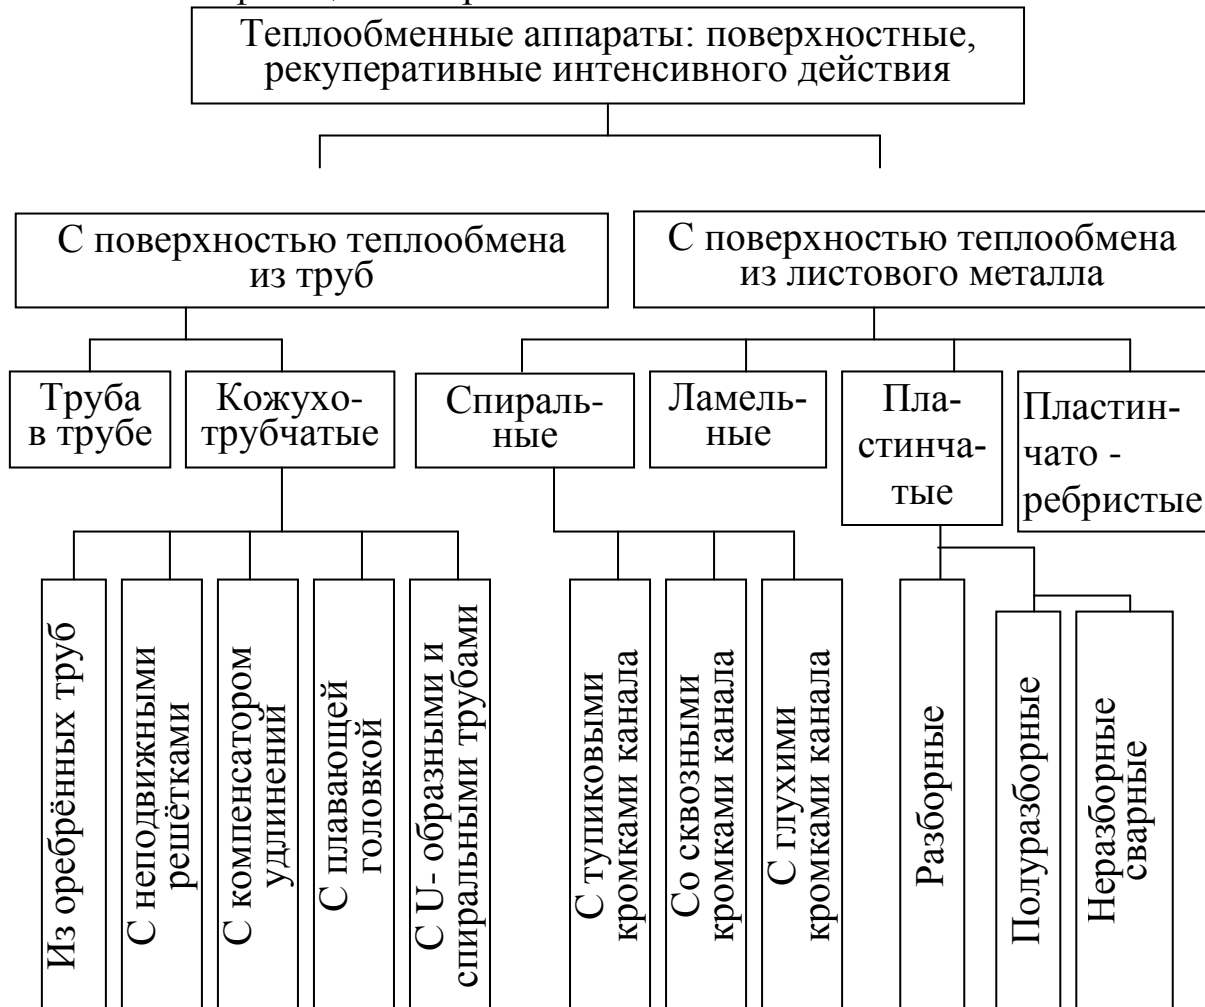 Теплообменные аппараты: поверхностные,
рекуперативные интенсивного действия
С поверхностью теплообмена
из труб
С поверхностью теплообмена
из листового металла
Труба
в трубе
Кожухо-
трубчатые
Спираль-
ные
Ламель-
ные
Пла-
стинча-
тые
Пластин-
чато -
ребристые
Из оребрённых труб
С неподвижными
решётками
С компенсатором
удлинений
С плавающей
головкой
С U- образными и
спиральными трубами
С тупиковыми
кромками канала
Со сквозными
кромками канала
С глухими
кромками канала
Разборные
Полуразборные
Неразборные
сварные